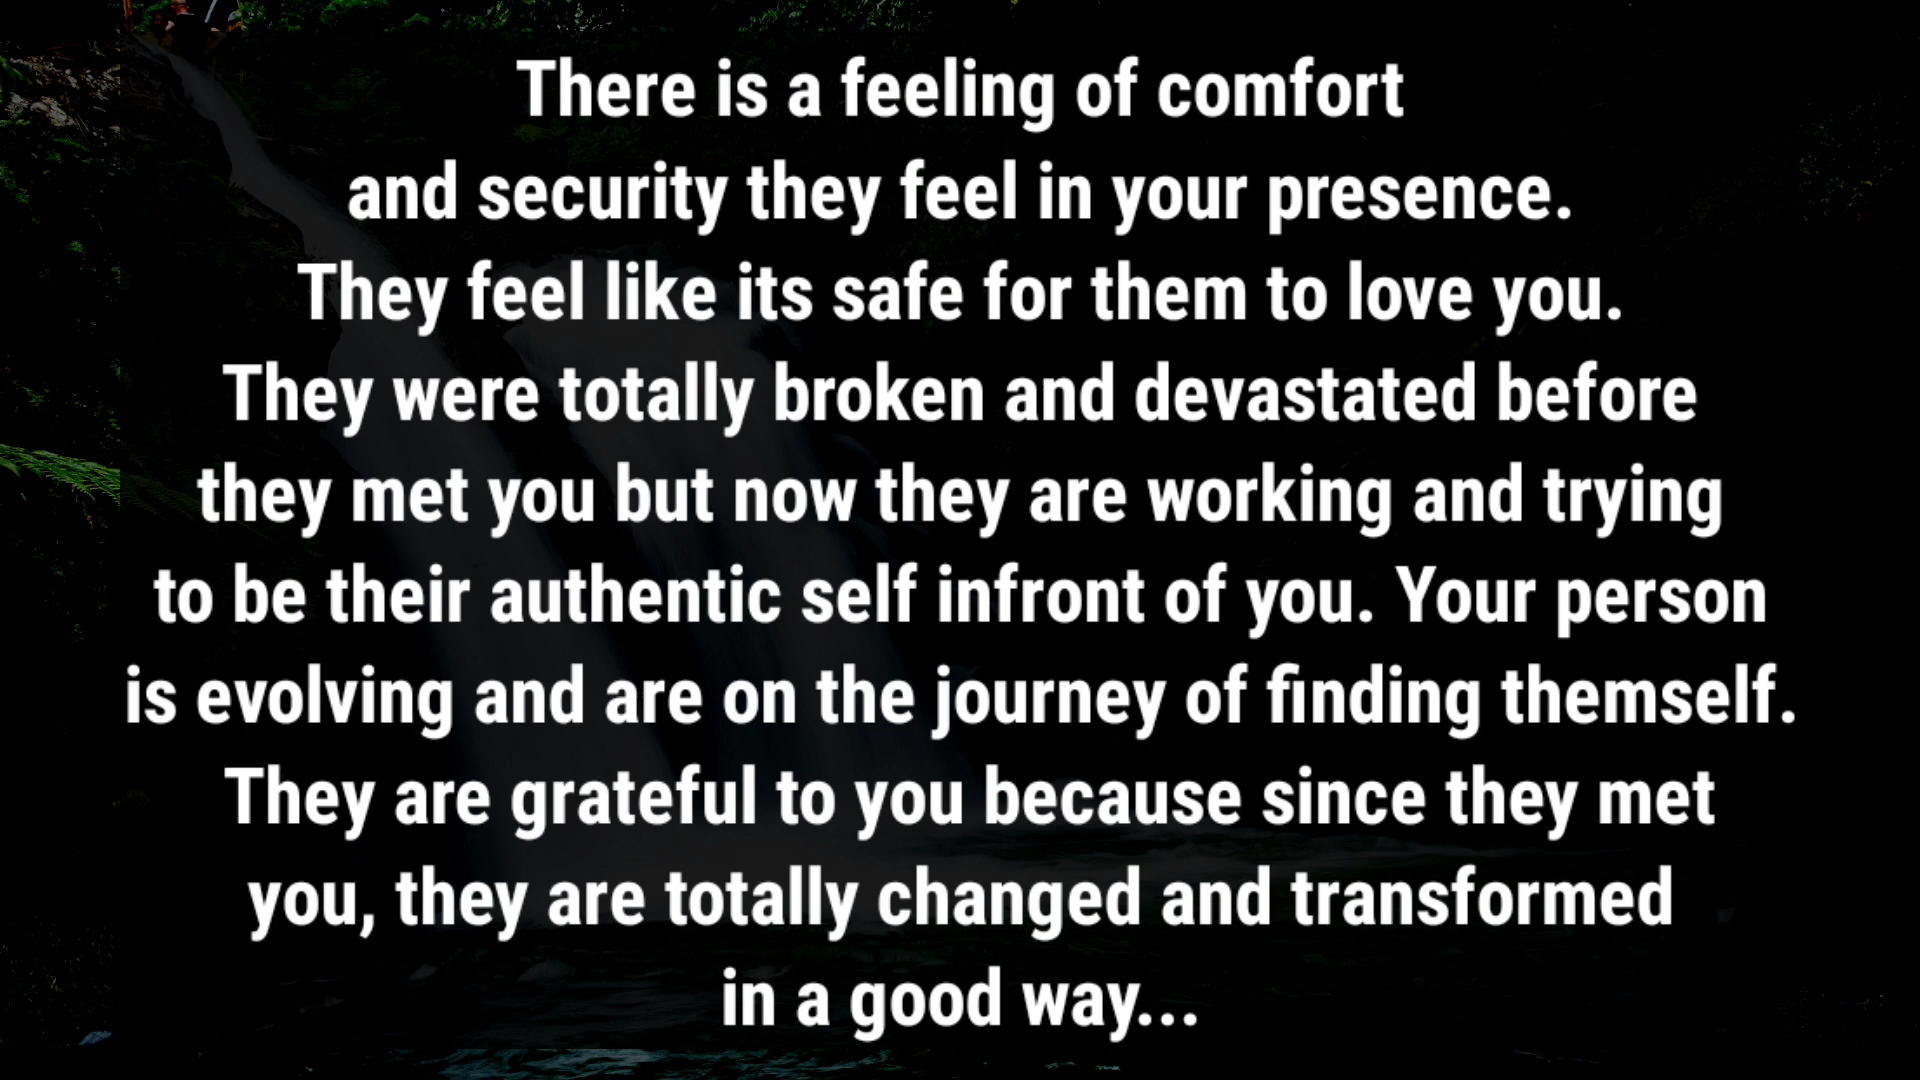 There is a feeling of comfort
and security they feel in your presence.
They feel like its safe for them to love you.
They were totally broken and devastated before
they met you but now they are working and trying
to be their authentic self infront of you. Your person
is evolving and are on the journey of finding themself.
They are grateful to you because since they met
you, they are totally changed and transformed
in a good way...